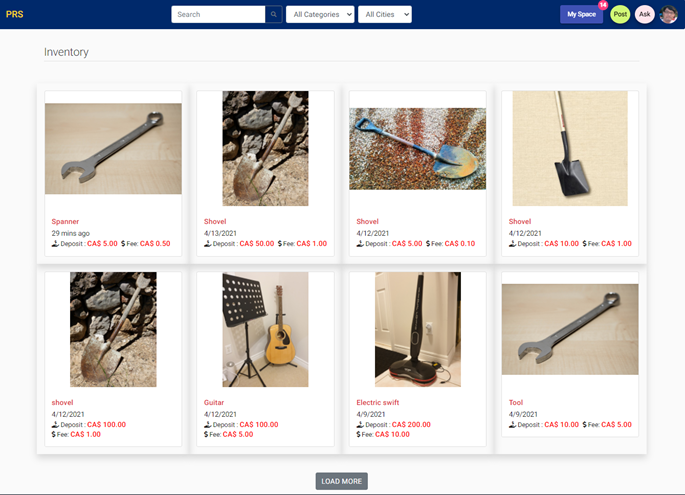 PRS
Search
All Categories
All Cities
My Space
14
Post
Ask
Inventory
Spanner
29 mins ago
Deposit : CA$ 5.00 $ Fee: CA$ 0.50
Shovel
4/13/2021
Deposit : CA$ 50.00 $ Fee: CA$ 1.00
Shovel
4/12/2021
Deposit : CA$ 5.00 $ Fee: CA$ 0.10
Shovel
4/12/2021
Deposit : CA$ 10.00 $ Fee: CA$ 1.00
shovel
4/12/2021
Deposit : CA$ 100.00
$ Fee: CA$ 1.00
Guitar
4/12/2021
Deposit : CA$ 100.00
$ Fee: CA$ 5.00
Electric swift
4/9/2021
Deposit : CA$ 200.00
$ Fee: CA$ 10.00
Tool
4/9/2021
Deposit : CA$ 10.00 $ Fee: CA$ 5.00
LOAD MORE